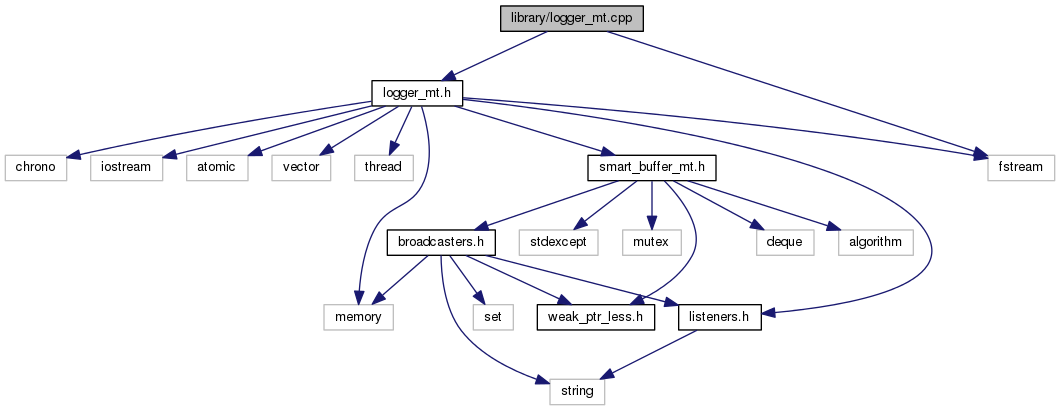 library/logger_mt.cpp
logger_mt.h
chrono
iostream
atomic
vector
thread
smart_buffer_mt.h
fstream
broadcasters.h
stdexcept
mutex
deque
algorithm
memory
set
weak_ptr_less.h
listeners.h
string